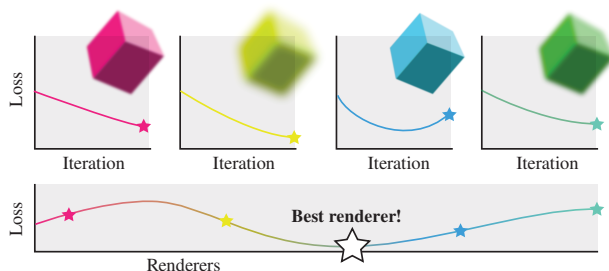 Loss
Iteration
Iteration
Iteration
Iteration
Loss
Best renderer!
Renderers